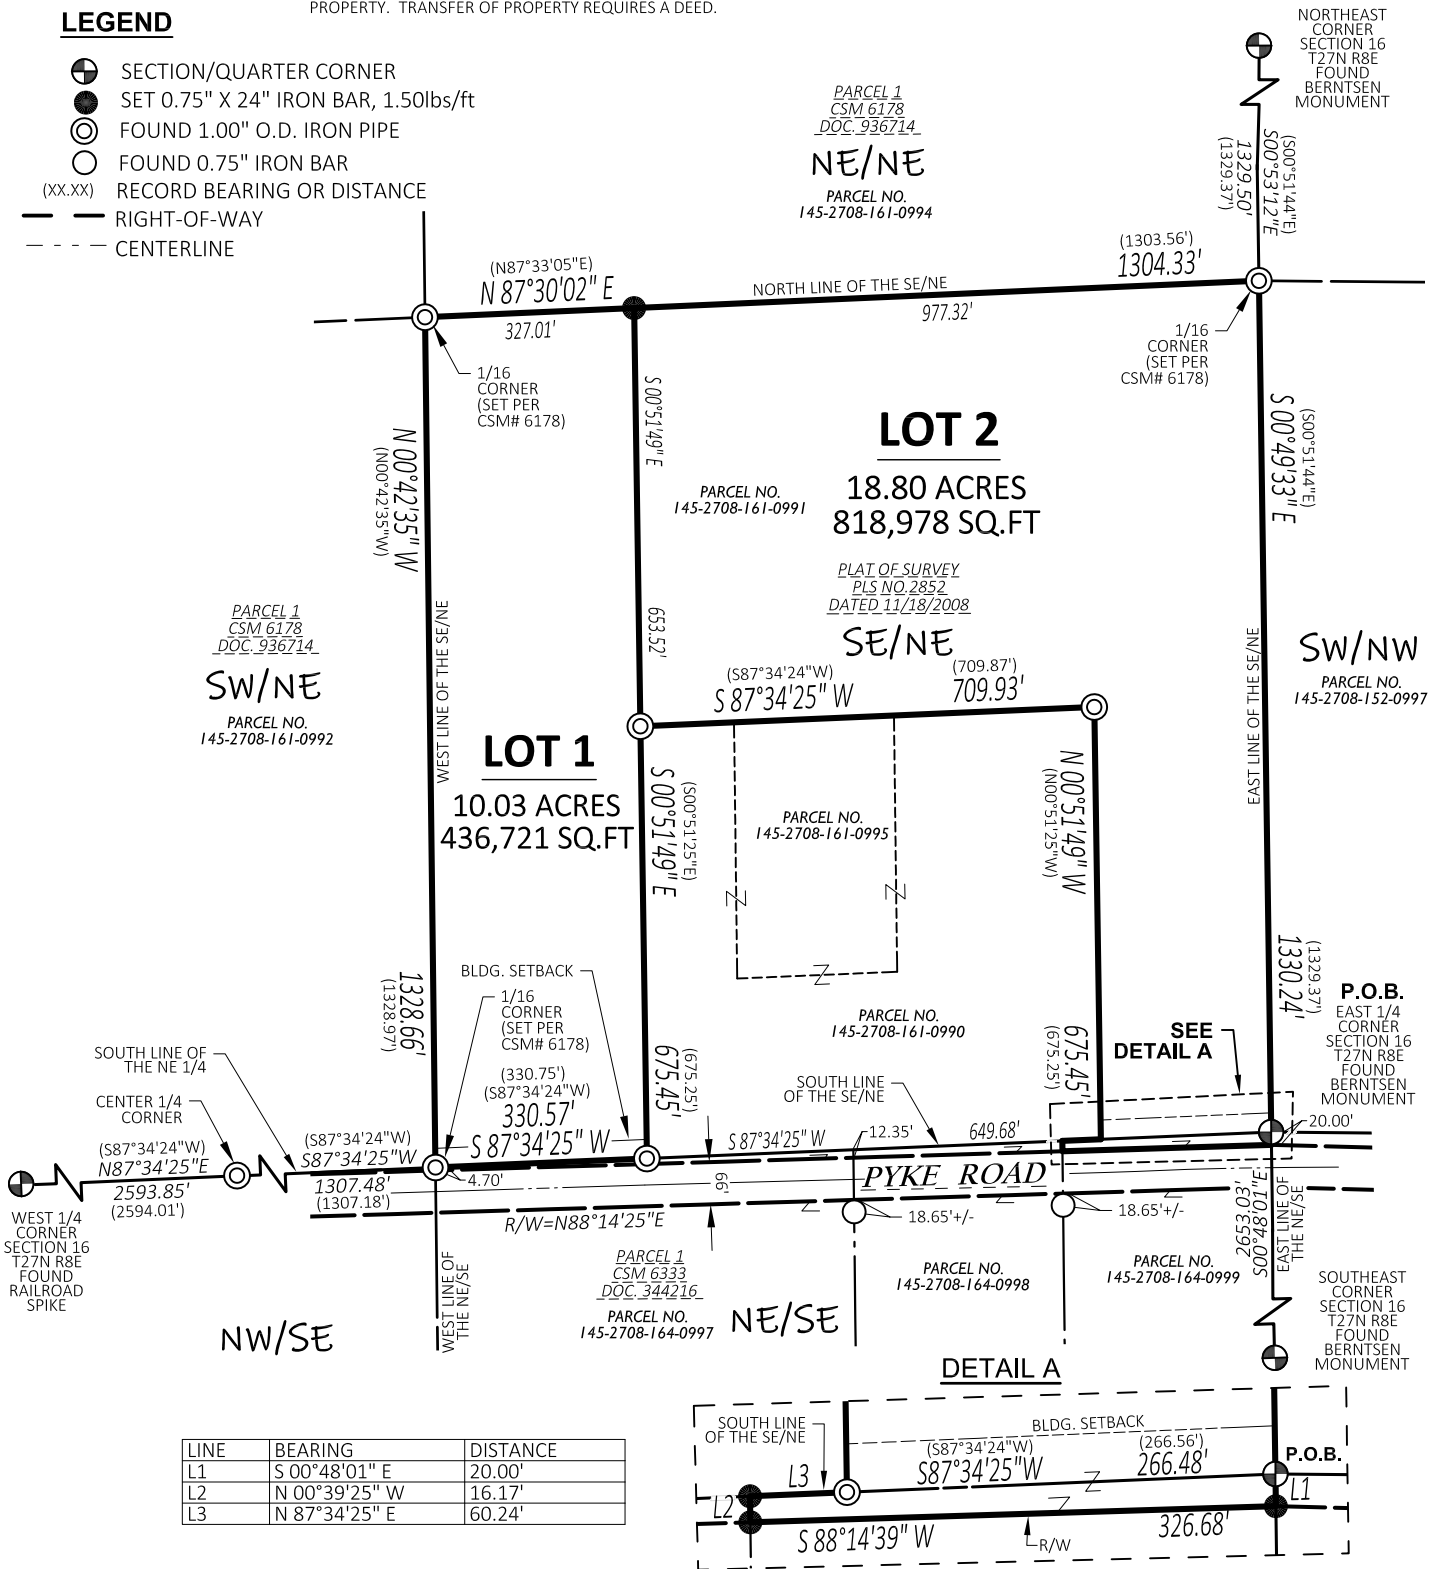 PROPERTY. TRANSFER OF PROPERTY REQUIRES A DEED.
LEGEND
SECTION/QUARTER CORNER
SET 0.75" X 24" IRON BAR, 1.50lbs/ft
FOUND 1.00" O.D. IRON PIPE
FOUND 0.75" IRON BAR
(XX.XX) RECORD BEARING OR DISTANCE
RIGHT-OF-WAY
CENTERLINE
NORTHEAST
CORNER
SECTION 16
T27N R8E
FOUND
BERNTSEN
MONUMENT
(S00°51'44"E)
S00°53'12"E
1329.50'
(1329.37')
PARCEL 1
CSM 6178
DOC. 936714
NE/NE
PARCEL NO.
145-2708-161-0994
(N87°33'05"E)
N 87°30'02" E
327.01'
NORTH LINE OF THE SE/NE
977.32'
(1303.56')
1304.33'
1/16
CORNER
(SET PER
CSM# 6178)
1/16
CORNER
(SET PER
CSM# 6178)
N 00°42'35" W
(N00°42'35"W)
S 00°51'49" E
653.52'
LOT 2
18.80 ACRES
818,978 SQ.FT
PARCEL NO.
145-2708-161-0991
PLAT OF SURVEY
PLS NO.2852
DATED 11/18/2008
SE/NE
(S00°51'44"E)
S 00°49'33" E
PARCEL 1
CSM 6178
DOC. 936714
SW/NE
PARCEL NO.
145-2708-161-0992
WEST LINE OF THE SE/NE
EAST LINE OF THE SE/NE
SW/NW
PARCEL NO.
145-2708-152-0997
(S87°34'24"W)
S 87°34'25" W
(709.87')
709.93'
LOT 1
10.03 ACRES
436,721 SQ.FT
(S00°51'25"E)
S 00°51'49" E
PARCEL NO.
145-2708-161-0995
N 00°51'49" W
(N00°51'25"W)
1328.66'
(1328.97')
BLDG. SETBACK
1/16
CORNER
(SET PER
CSM# 6178)
(330.75')
(S87°34'24"W)
330.57'
S 87°34'25" W
(675.25')
675.45'
PARCEL NO.
145-2708-161-0990
675.45'
(675.25')
SEE
DETAIL A
(1329.37')
1330.24'
P.O.B.
EAST 1/4
CORNER
SECTION 16
T27N R8E
FOUND
BERNTSEN
MONUMENT
20.00'
SOUTH LINE OF
THE NE 1/4
CENTER 1/4
CORNER
(S87°34'24"W)
N87°34'25"E
2593.85'
(2594.01')
(S87°34'24"W)
S87°34'25"W
1307.48'
(1307.18')
4.70'
SOUTH LINE
OF THE SE/NE
S 87°34'25" W
12.35'
649.68'
66'
PYKE ROAD
18.65'+/-
18.65'+/-
R/W=N88°14'25"E
WEST 1/4
CORNER
SECTION 16
T27N R8E
FOUND
RAILROAD
SPIKE
WEST LINE OF
THE NE/SE
PARCEL 1
CSM 6333
DOC. 344216
PARCEL NO.
145-2708-164-0997
NW/SE
NE/SE
PARCEL NO.
145-2708-164-0998
PARCEL NO.
145-2708-164-0999
2653.03'
S00°48'01"E
EAST LINE OF
THE NE/SE
SOUTHEAST
CORNER
SECTION 16
T27N R8E
FOUND
BERNTSEN
MONUMENT
DETAIL A
SOUTH LINE
OF THE SE/NE
BLDG. SETBACK
(S87°34'24"W)
S87°34'25"W
(266.56')
266.48'
P.O.B.
L3
L2
L1
S 88°14'39" W
R/W
326.68'
LINE BEARING DISTANCE
L1 S 00°48'01" E 20.00'
L2 N 00°39'25" W 16.17'
L3 N 87°34'25" E 60.24'